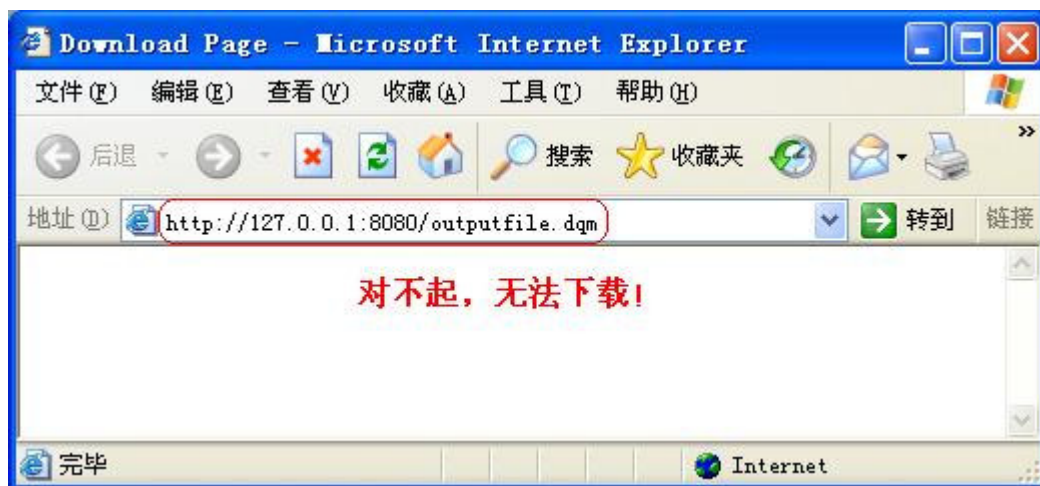 Download Page - Microsoft Internet Explorer
文件(F) 编辑(E) 查看(V) 收藏(A) 工具(T) 帮助(H)
后退 搜索 收藏夹 »
地址(D) http://127.0.0.1:8080/outputfile.dqm 转到 链接
对不起，无法下载！
完毕 Internet